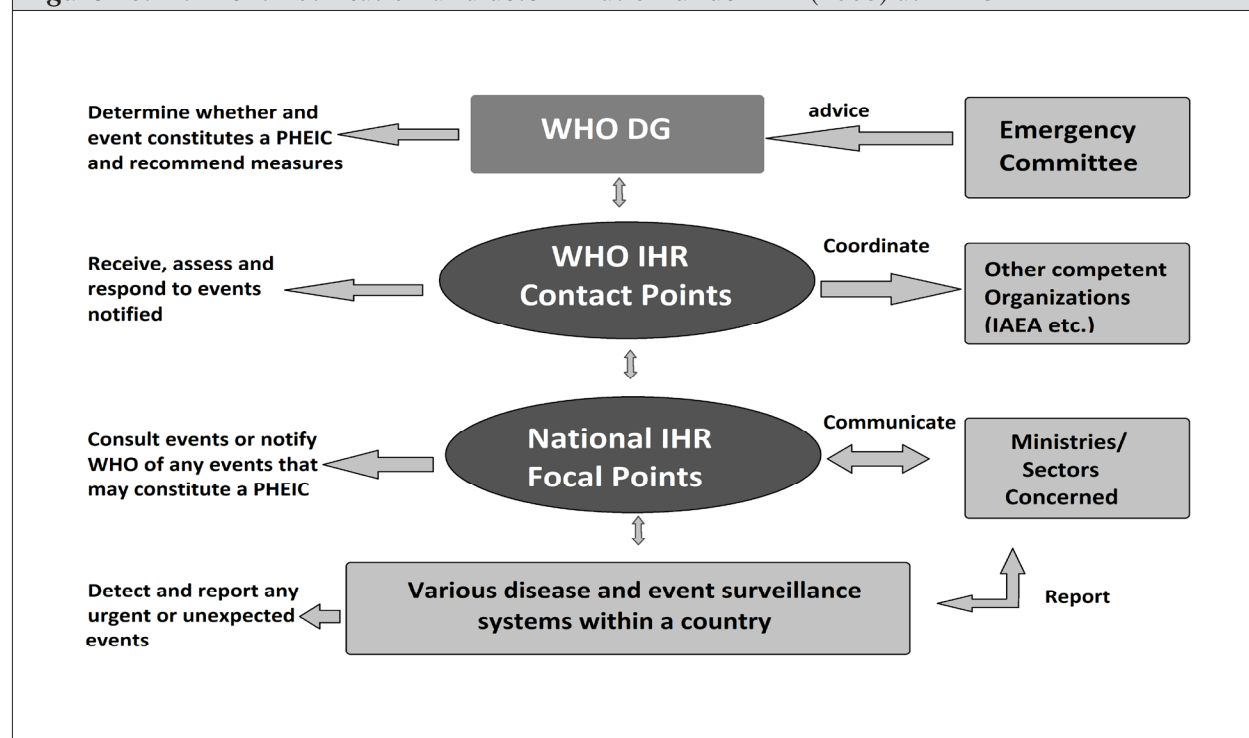 Determine whether and
event constitutes a PHEIC
and recommend measures
WHO DG
advice
Emergency
Committee
Receive, assess and
respond to events
notified
WHO IHR
Contact Points
Coordinate
Other competent
Organizations
(IAEA etc.)
Consult events or notify
WHO of any events that
may constitute a PHEIC
National IHR
Focal Points
Communicate
Ministries/
Sectors
Concerned
Detect and report any
urgent or unexpected
events
Various disease and event surveillance
systems within a country
Report